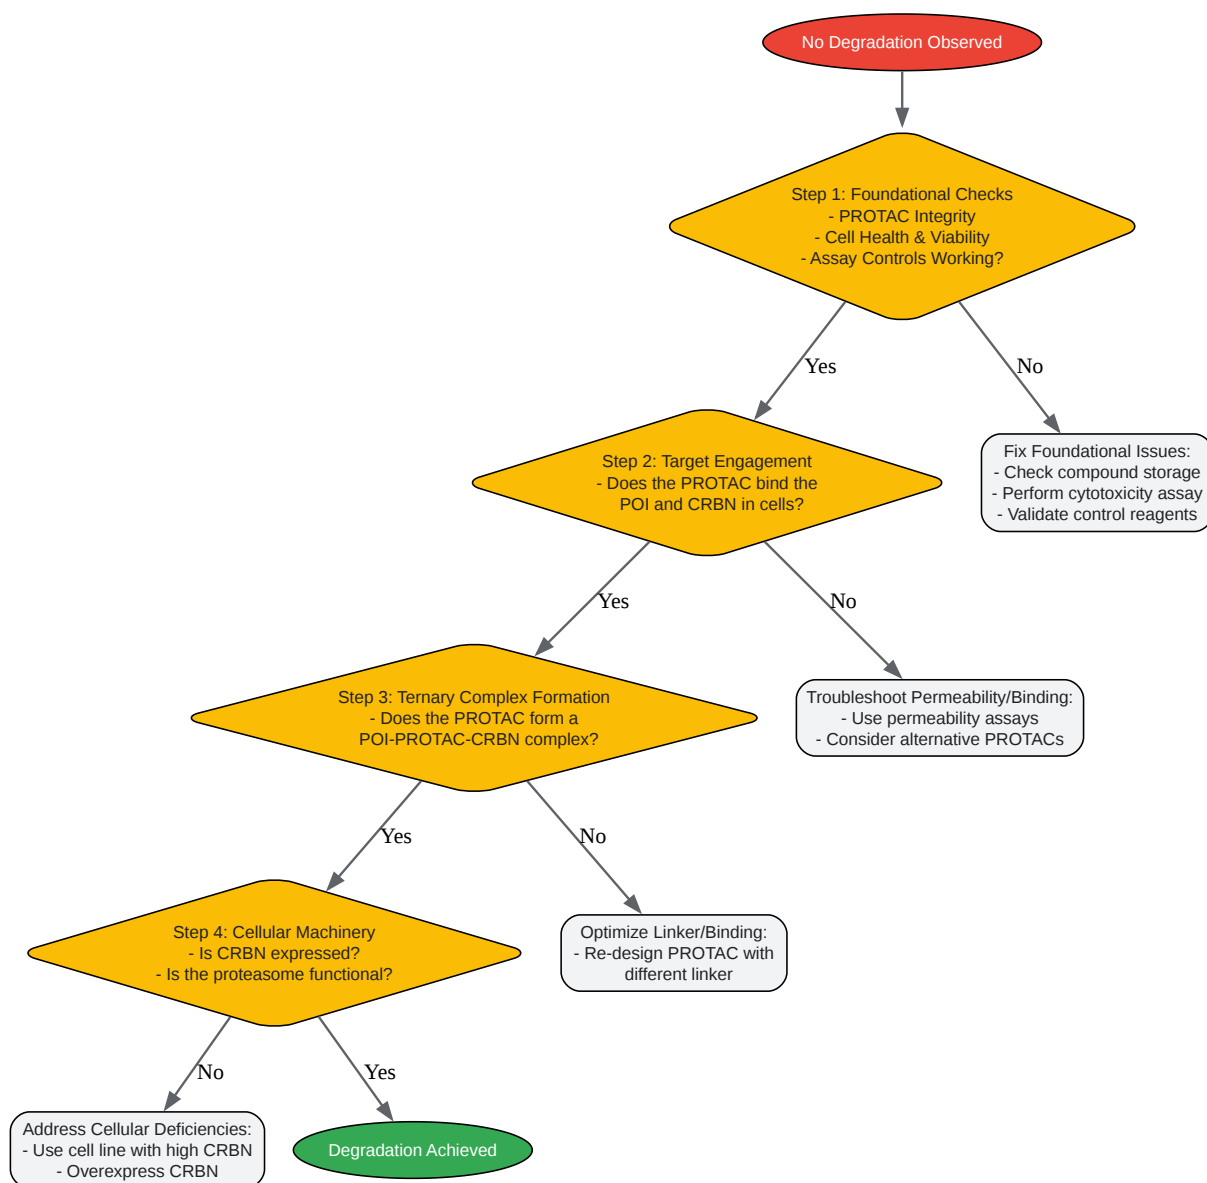 No Degradation Observed
Step 1: Foundational Checks
- PROTAC Integrity
- Cell Health & Viability
- Assay Controls Working?
Yes
No
Fix Foundational Issues:
- Check compound storage
- Perform cytotoxicity assay
- Validate control reagents
Step 2: Target Engagement
- Does the PROTAC bind the
POI and CRBN in cells?
Yes
No
Troubleshoot Permeability/Binding:
- Use permeability assays
- Consider alternative PROTACs
Step 3: Ternary Complex Formation
- Does the PROTAC form a
POI-PROTAC-CRBN complex?
Yes
No
Optimize Linker/Binding:
- Re-design PROTAC with
different linker
Step 4: Cellular Machinery
- Is CRBN expressed?
- Is the proteasome functional?
No
Yes
Address Cellular Deficiencies:
- Use cell line with high CRBN
- Overexpress CRBN
Degradation Achieved